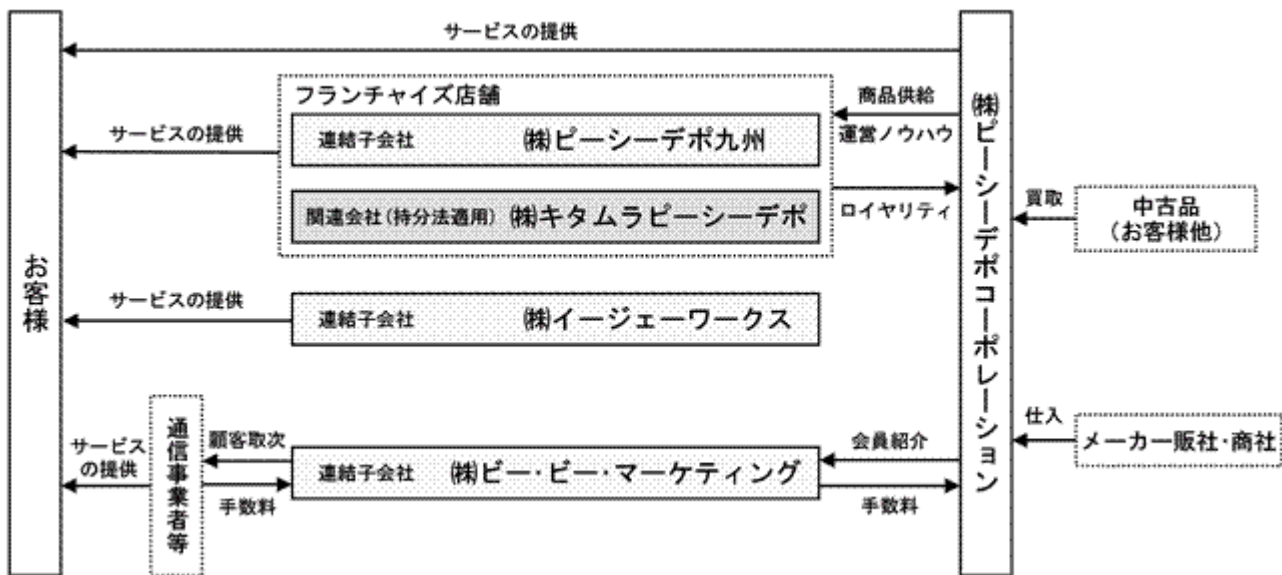 サービスの提供
フランチャイズ店舗
サービスの提供
連結子会社 ㈱ピーシーデポ九州
関連会社(持分法適用) ㈱キタムラピーシーデポ
商品供給
運営ノウハウ
ロイヤリティ
買取
中古品
(お客様他)
お客様
サービスの提供
連結子会社 ㈱イージェーワークス
㈱ピーシーデポコーポレーション
サービス
の提供
通信事業者等
顧客取次
手数料
連結子会社 ㈱ビー・ビー・マーケティング
会員紹介
手数料
仕入
メーカー販社・商社